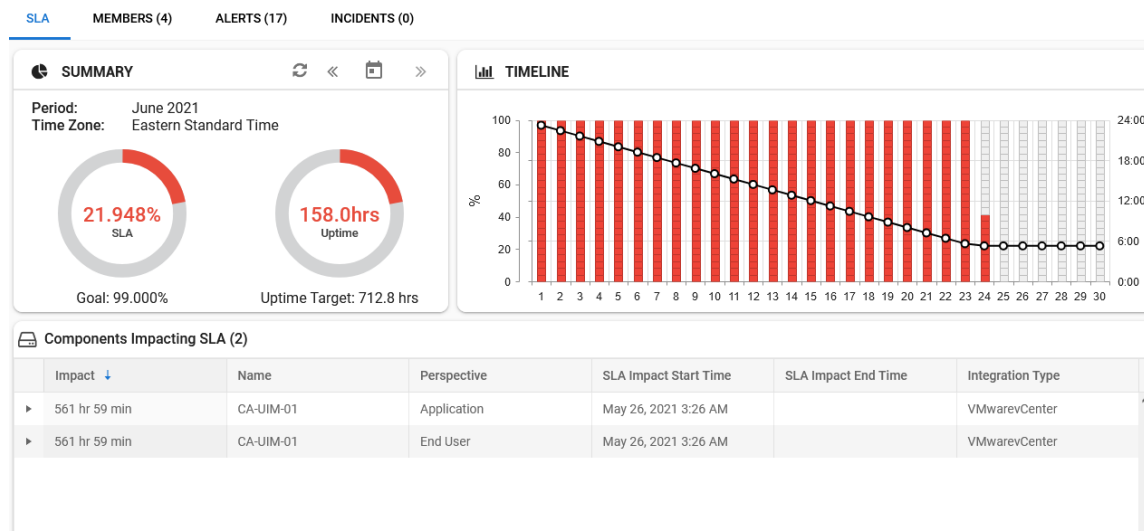 SLA MEMBERS (4) ALERTS (17) INCIDENTS (0)
SUMMARY
Period: June 2021
Time Zone: Eastern Standard Time
21.948%
SLA
Goal: 99.000%
158.0hrs
Uptime
Uptime Target: 712.8 hrs
TIMELINE
%
100
80
60
40
20
0
24:00
18:00
12:00
6:00
0:00
1 2 3 4 5 6 7 8 9 10 11 12 13 14 15 16 17 18 19 20 21 22 23 24 25 26 27 28 29 30
Components Impacting SLA (2)
Impact Name Perspective SLA Impact Start Time SLA Impact End Time Integration Type
561 hr 59 min CA-UIM-01 Application May 26, 2021 3:26 AM VMwarevCenter
561 hr 59 min CA-UIM-01 End User May 26, 2021 3:26 AM VMwarevCenter